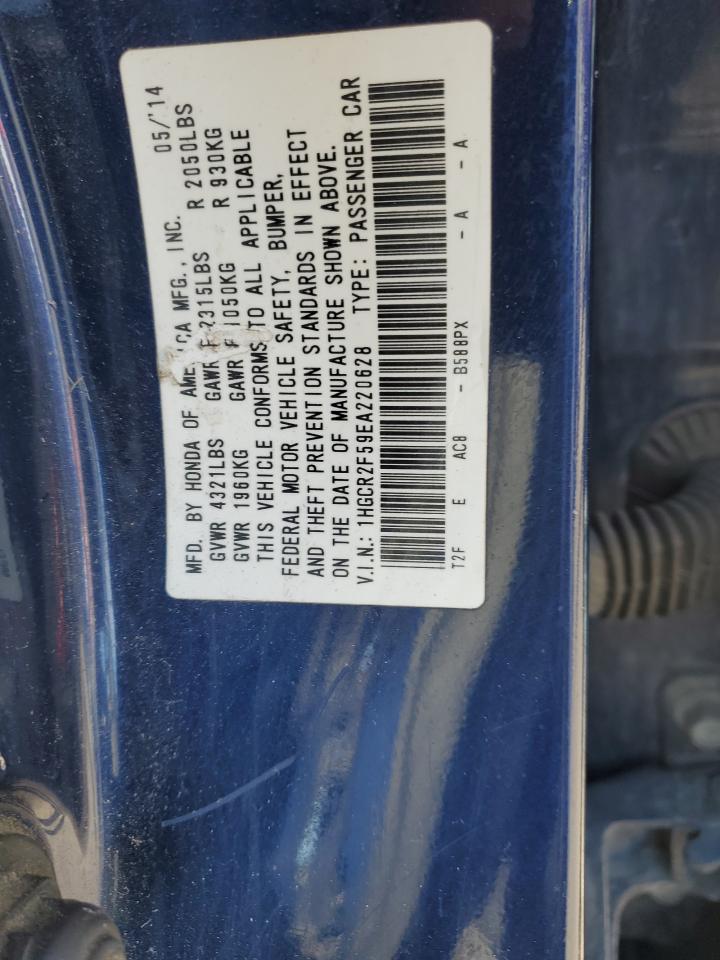 MFD. BY HONDA OF AMERICA MFG., INC. 05/'14
GVWR 4321LBS GAWR F 2315LBS R 2050LBS
GVWR 1960KG GAWR F 1050KG R 930KG
THIS VEHICLE CONFORMS TO ALL APPLICABLE
FEDERAL MOTOR VEHICLE SAFETY, BUMPER,
AND THEFT PREVENTION STANDARDS IN EFFECT
ON THE DATE OF MANUFACTURE SHOWN ABOVE.
V.I.N.: 1HGCR2F59EA220628 TYPE: PASSENGER CAR
T2F E AC8 - B588PX - A - A